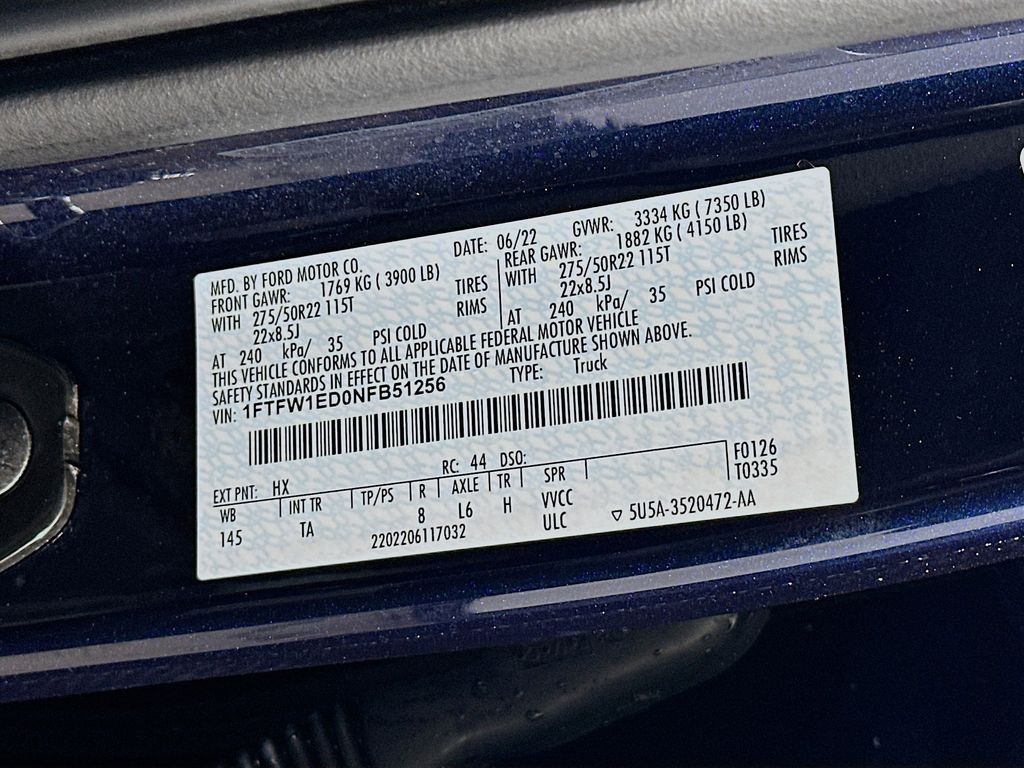 MFD. BY FORD MOTOR CO. DATE: 06/22 GVWR: 3334 KG ( 7350 LB)
FRONT GAWR: 1769 KG ( 3900 LB) REAR GAWR: 1882 KG ( 4150 LB)
WITH 275/50R22 115T TIRES WITH 275/50R22 115T TIRES
22x8.5J RIMS 22x8.5J RIMS
AT 240 kPa/ 35 PSI COLD AT 240 kPa/ 35 PSI COLD
THIS VEHICLE CONFORMS TO ALL APPLICABLE FEDERAL MOTOR VEHICLE
SAFETY STANDARDS IN EFFECT ON THE DATE OF MANUFACTURE SHOWN ABOVE.
VIN: 1FTFW1ED0NFB51256 TYPE: Truck
EXT PNT: HX RC: 44 DSO: F0126
WB INT TR TP/PS R AXLE TR SPR T0335
145 TA 8 L6 H VVCC
2202206117032 ULC ▽ 5U5A-3520472-AA